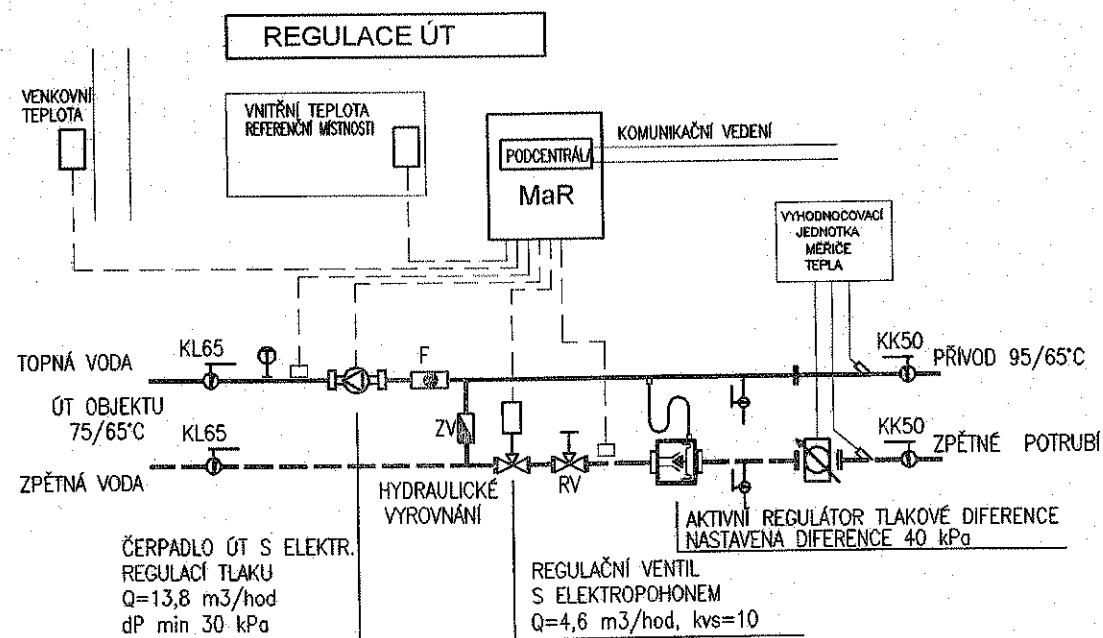 REGULACE ÚT
VENKOVNÍ
TEPLOTA
VNITŘNÍ TEPLOTA
REFERENČNÍ MÍSTNOSTI
PODCENTRÁLA
MaR
KOMUNIKAČNÍ VEDENÍ
VYHODNOCOVACÍ
JEDNOTKA
MĚŘIČE
TEPLA
TOPNÁ VODA
KL65
F
KK50
PŘÍVOD 95/65°C
ÚT OBJEKTU
75/65°C
KL65
ZV
KK50
ZPĚTNÉ POTRUBÍ
ZPĚTNÁ VODA
HYDRAULICKÉ
VYROVNÁNÍ
RV
AKTIVNÍ REGULÁTOR TLAKOVÉ DIFERENCE
NASTAVENA DIFERENCE 40 kPa
ČERPADLO ÚT S ELEKTR.
REGULACÍ TLAKU
Q=13,8 m3/hod
dP min 30 kPa
REGULAČNÍ VENTIL
S ELEKTROPOHONEM
Q=4,6 m3/hod, kvs=10